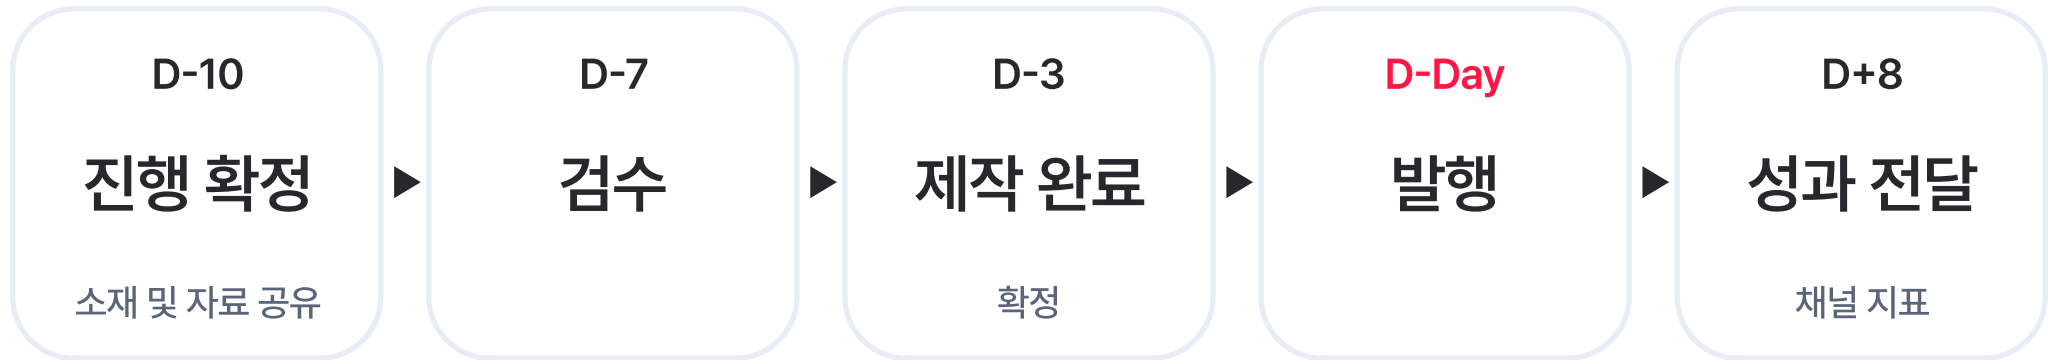 D-10
진행 확정
소재 및 자료 공유
D-7
검수
D-3
제작 완료
확정
D-Day
발행
D+8
성과 전달
채널 지표